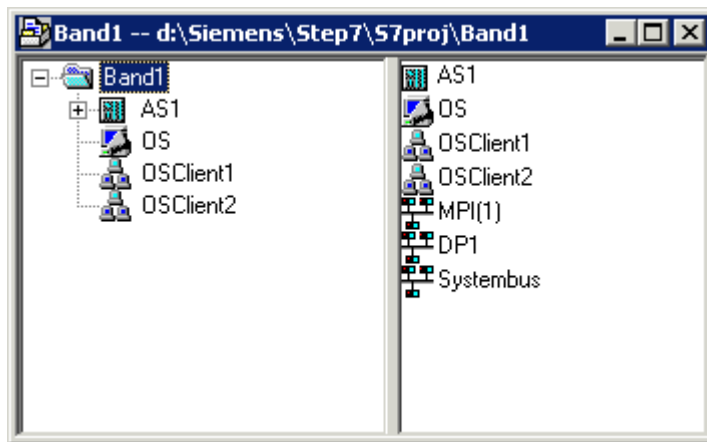 Band1 -- d:\Siemens\Step7\S7proj\Band1
Band1
AS1
OS
OSClient1
OSClient2
AS1
OS
OSClient1
OSClient2
MPI(1)
DP1
Systembus